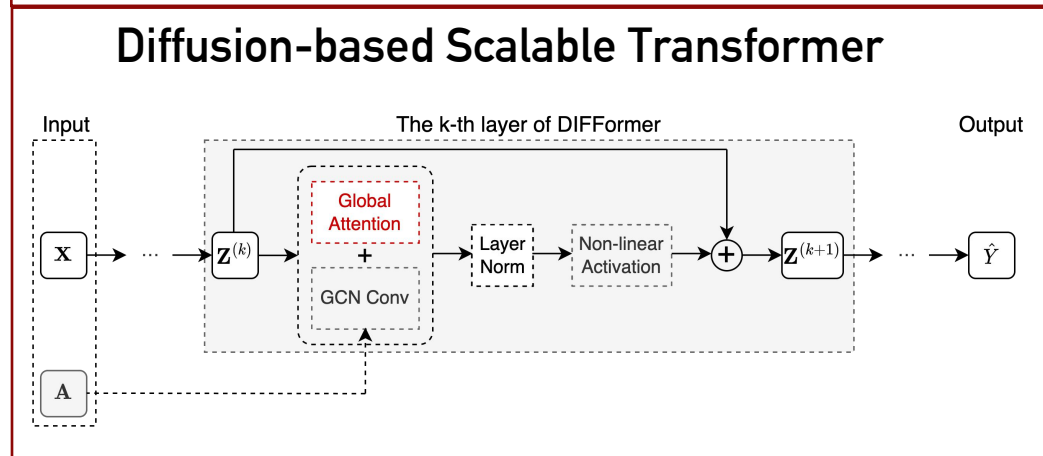 Diffusion-based Scalable Transformer
Input
The k-th layer of DIFFormer
Output
X
...
Z^{(k)}
Global
Attention
+
GCN Conv
Layer
Norm
Non-linear
Activation
+
Z^{(k+1)}
...
Ŷ
A